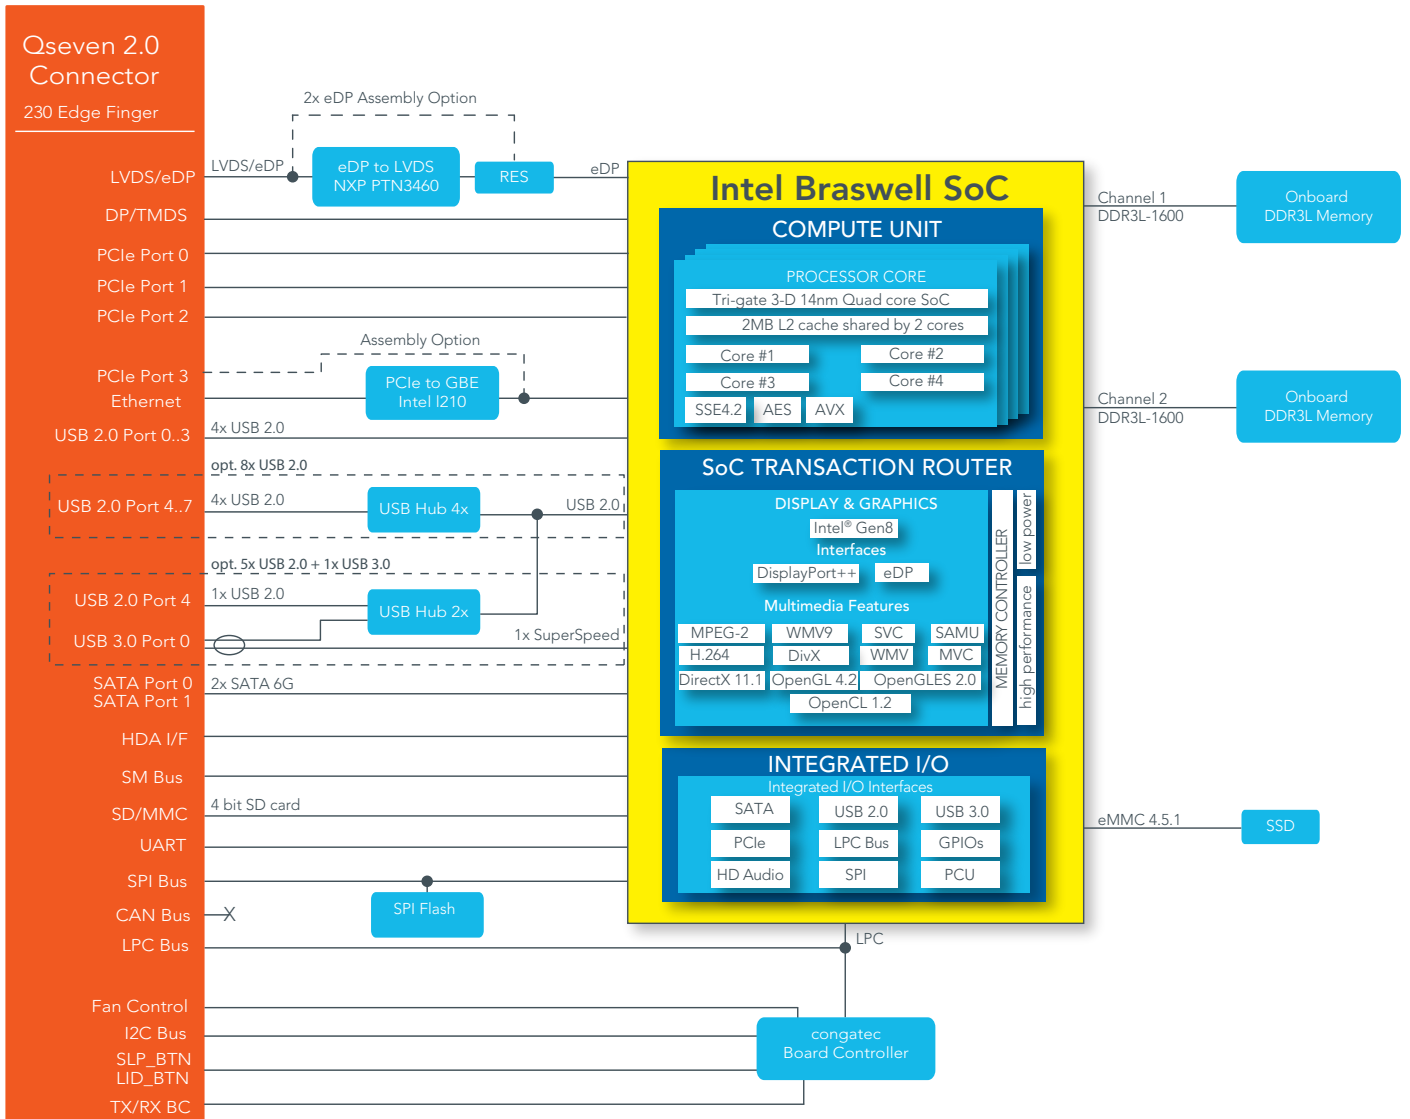 Qseven 2.0
Connector
230 Edge Finger
LVDS/eDP
DP/TMDS
PCIe Port 0
PCIe Port 1
PCIe Port 2
PCIe Port 3
Ethernet
USB 2.0 Port 0..3
USB 2.0 Port 4..7
USB 2.0 Port 4
USB 3.0 Port 0
SATA Port 0
SATA Port 1
HDA I/F
SM Bus
SD/MMC
UART
SPI Bus
CAN Bus
LPC Bus
Fan Control
I2C Bus
SLP_BTN
LID_BTN
TX/RX BC
2x eDP Assembly Option
LVDS/eDP
eDP to LVDS
NXP PTN3460
RES
eDP
Assembly Option
PCIe to GBE
Intel I210
4x USB 2.0
opt. 8x USB 2.0
4x USB 2.0
USB Hub 4x
USB 2.0
opt. 5x USB 2.0 + 1x USB 3.0
1x USB 2.0
USB Hub 2x
1x SuperSpeed
2x SATA 6G
4 bit SD card
SPI Flash
X
LPC
congatec
Board Controller
Intel Braswell SoC
COMPUTE UNIT
PROCESSOR CORE
Tri-gate 3-D 14nm Quad core SoC
2MB L2 cache shared by 2 cores
Core #1
Core #2
Core #3
Core #4
SSE4.2
AES
AVX
SoC TRANSACTION ROUTER
DISPLAY & GRAPHICS
Intel® Gen8
Interfaces
DisplayPort++
eDP
Multimedia Features
MPEG-2
WMV9
SVC
SAMU
H.264
DivX
WMV
MVC
DirectX 11.1
OpenGL 4.2
OpenGLES 2.0
OpenCL 1.2
MEMORY CONTROLLER
low power
high performance
INTEGRATED I/O
Integrated I/O Interfaces
SATA
USB 2.0
USB 3.0
PCIe
LPC Bus
GPIOs
HD Audio
SPI
PCU
Channel 1
DDR3L-1600
Onboard
DDR3L Memory
Channel 2
DDR3L-1600
Onboard
DDR3L Memory
eMMC 4.5.1
SSD